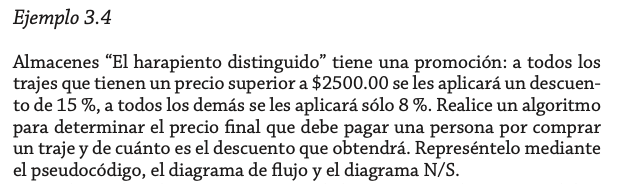 Ejemplo 3.4
Almacenes “El harapiento distinguido” tiene una promoción: a todos los
trajes que tienen un precio superior a $2500.00 se les aplicará un descuen-
to de 15 %, a todos los demás se les aplicará sólo 8 %. Realice un algoritmo
para determinar el precio final que debe pagar una persona por comprar
un traje y de cuánto es el descuento que obtendrá. Represéntelo mediante
el pseudocódigo, el diagrama de flujo y el diagrama N/S.